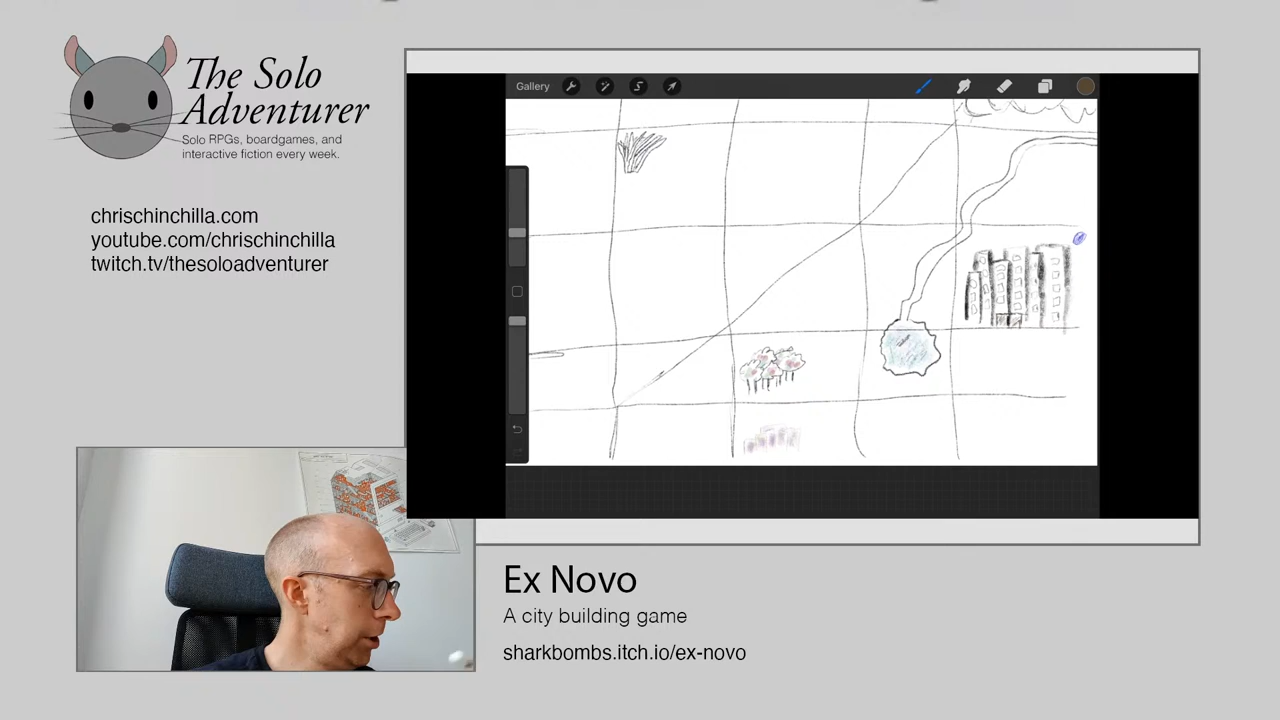 The Solo
Adventurer
Solo RPGs, boardgames, and
interactive fiction every week.
chrischinchilla.com
youtube.com/chrischinchilla
twitch.tv/thesoloadventurer
Gallery
Ex Novo
A city building game
sharkbombs.itch.io/ex-novo